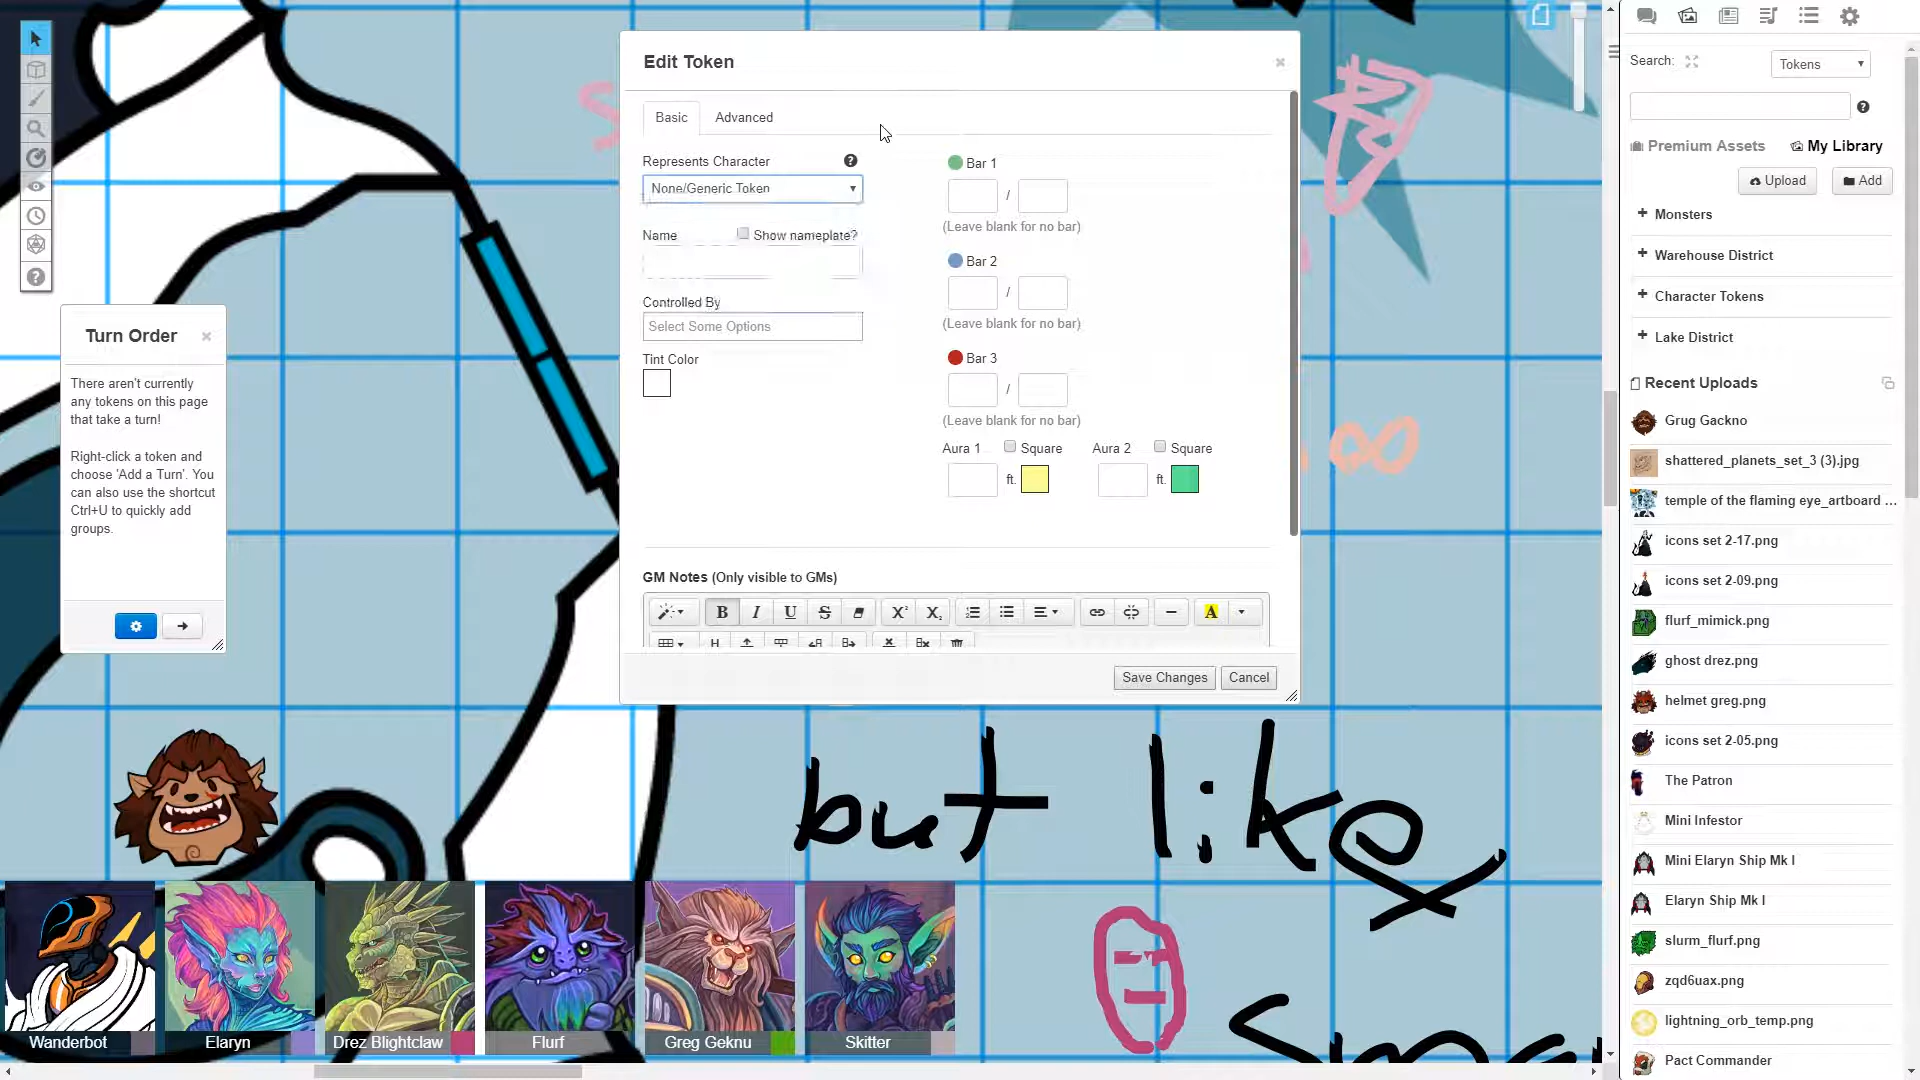 Edit Token
×
Basic
Advanced
Represents Character
?
None/Generic Token
Name
Show nameplate?
Controlled By
Select Some Options
Tint Color
Bar 1
/
(Leave blank for no bar)
Bar 2
/
(Leave blank for no bar)
Bar 3
/
(Leave blank for no bar)
Aura 1
Square
Aura 2
Square
ft.
ft.
GM Notes (Only visible to GMs)
B I U S X² X₂ A
H
Save Changes
Cancel
Turn Order
×
There aren't currently
any tokens on this page
that take a turn!
Right-click a token and
choose 'Add a Turn'. You
can also use the shortcut
Ctrl+U to quickly add
groups.
but like
Wanderbot
Elaryn
Drez Blightclaw
Flurf
Greg Geknu
Skitter
Search:
Tokens
?
Premium Assets
My Library
Upload
Add
+ Monsters
+ Warehouse District
+ Character Tokens
+ Lake District
Recent Uploads
Grug Gackno
shattered_planets_set_3 (3).jpg
temple of the flaming eye_artboard ...
icons set 2-17.png
icons set 2-09.png
flurf_mimick.png
ghost drez.png
helmet greg.png
icons set 2-05.png
The Patron
Mini Infestor
Mini Elaryn Ship Mk I
Elaryn Ship Mk I
slurm_flurf.png
zqd6uax.png
lightning_orb_temp.png
Pact Commander